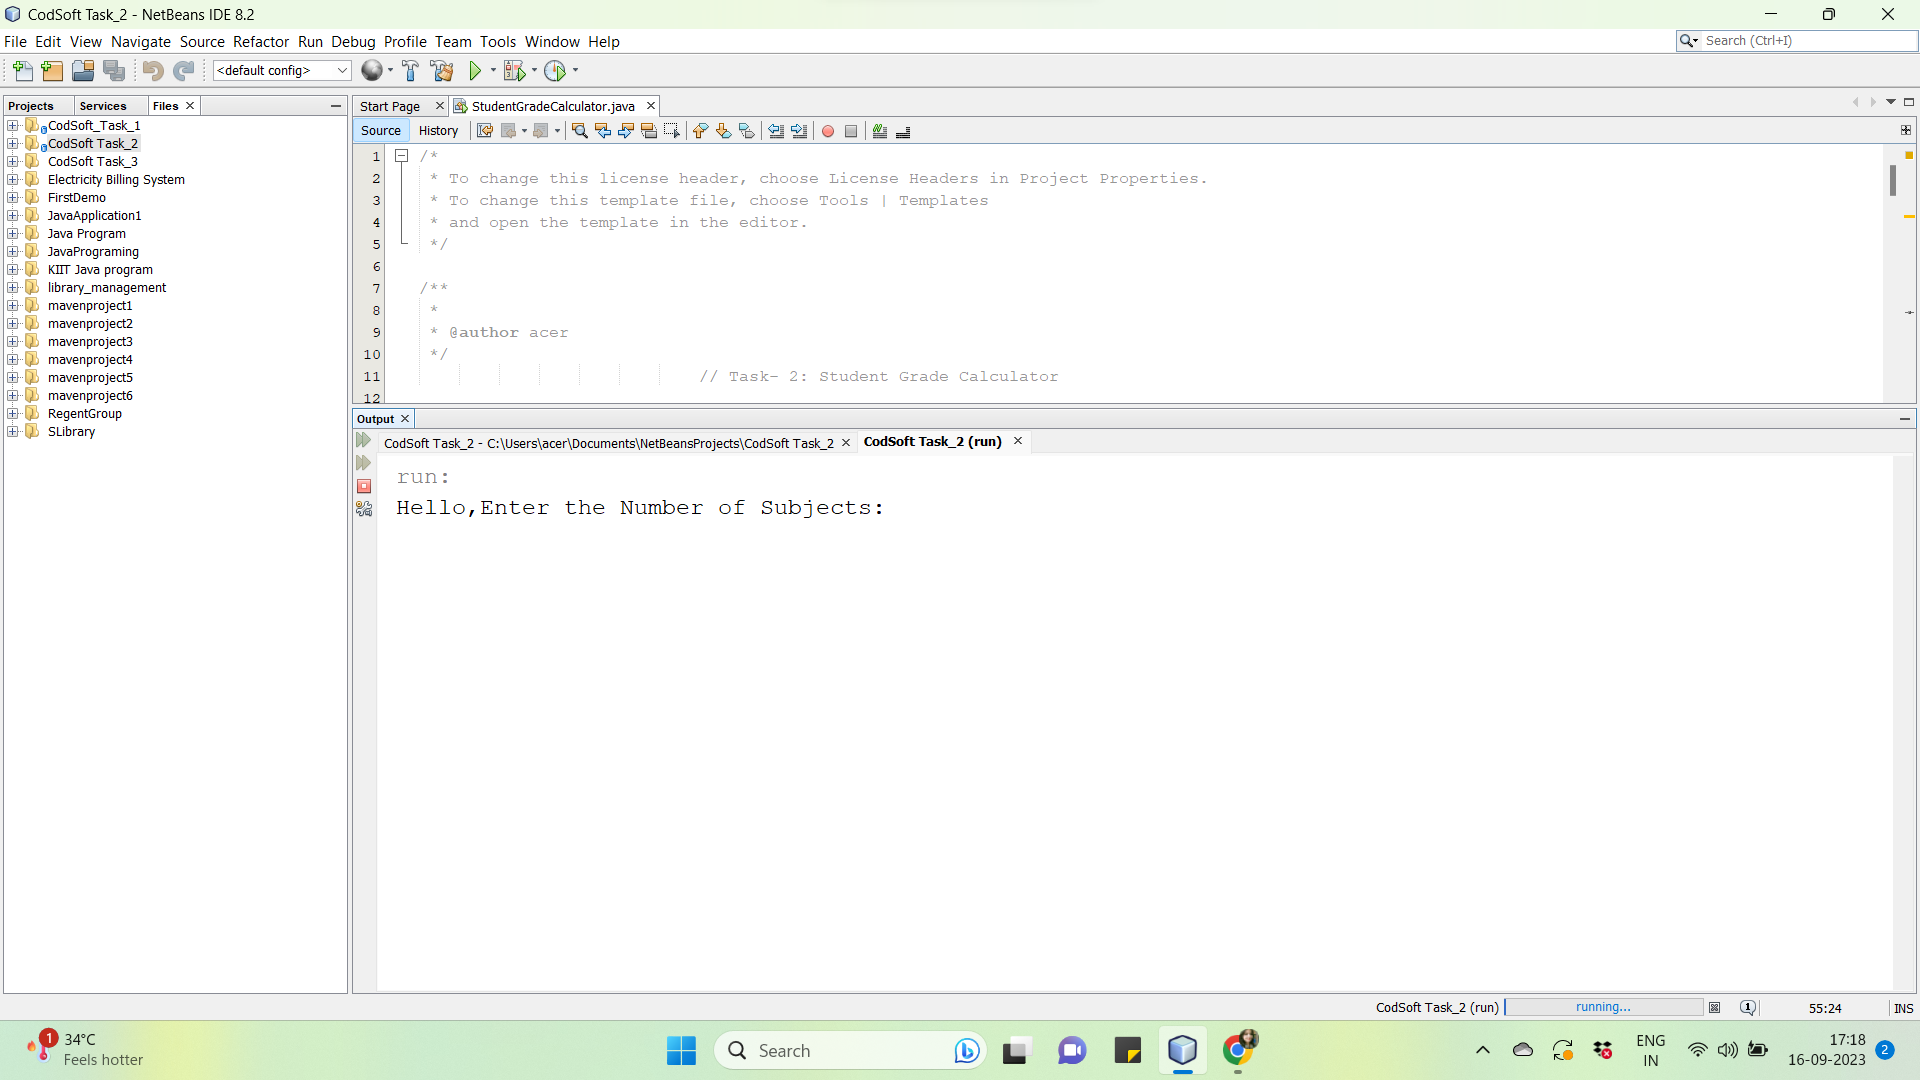 CodSoft Task_2 - NetBeans IDE 8.2
File Edit View Navigate Source Refactor Run Debug Profile Team Tools Window Help
Search (Ctrl+I)
<default config>
Projects Services Files
CodSoft_Task_1
CodSoft Task_2
CodSoft Task_3
Electricity Billing System
FirstDemo
JavaApplication1
Java Program
JavaPrograming
KIIT Java program
library_management
mavenproject1
mavenproject2
mavenproject3
mavenproject4
mavenproject5
mavenproject6
RegentGroup
SLibrary
Start Page StudentGradeCalculator.java
Source History
1 /*
2 * To change this license header, choose License Headers in Project Properties.
3 * To change this template file, choose Tools | Templates
4 * and open the template in the editor.
5 */
6
7 /**
8 *
9 * @author acer
10 */
11 // Task- 2: Student Grade Calculator
12
Output
CodSoft Task_2 - C:\Users\acer\Documents\NetBeansProjects\CodSoft Task_2 CodSoft Task_2 (run)
run:
Hello,Enter the Number of Subjects:
CodSoft Task_2 (run) running... 1 55:24 INS
1 34°C
Feels hotter
Search
ENG
IN
17:18
16-09-2023
2